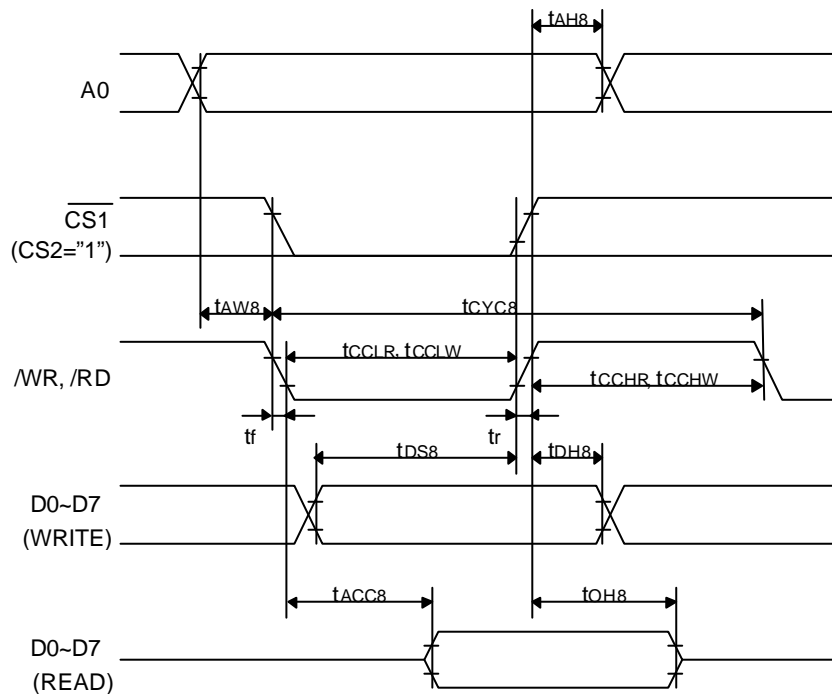 tAH8
A0
CS1
(CS2=”1”)
tAW8
tCYC8
tCCLR, tCCLW
/WR, /RD
tCCHR, tCCHW
tf
tr
tDS8
tDH8
D0~D7
(WRITE)
tACC8
tOH8
D0~D7
(READ)